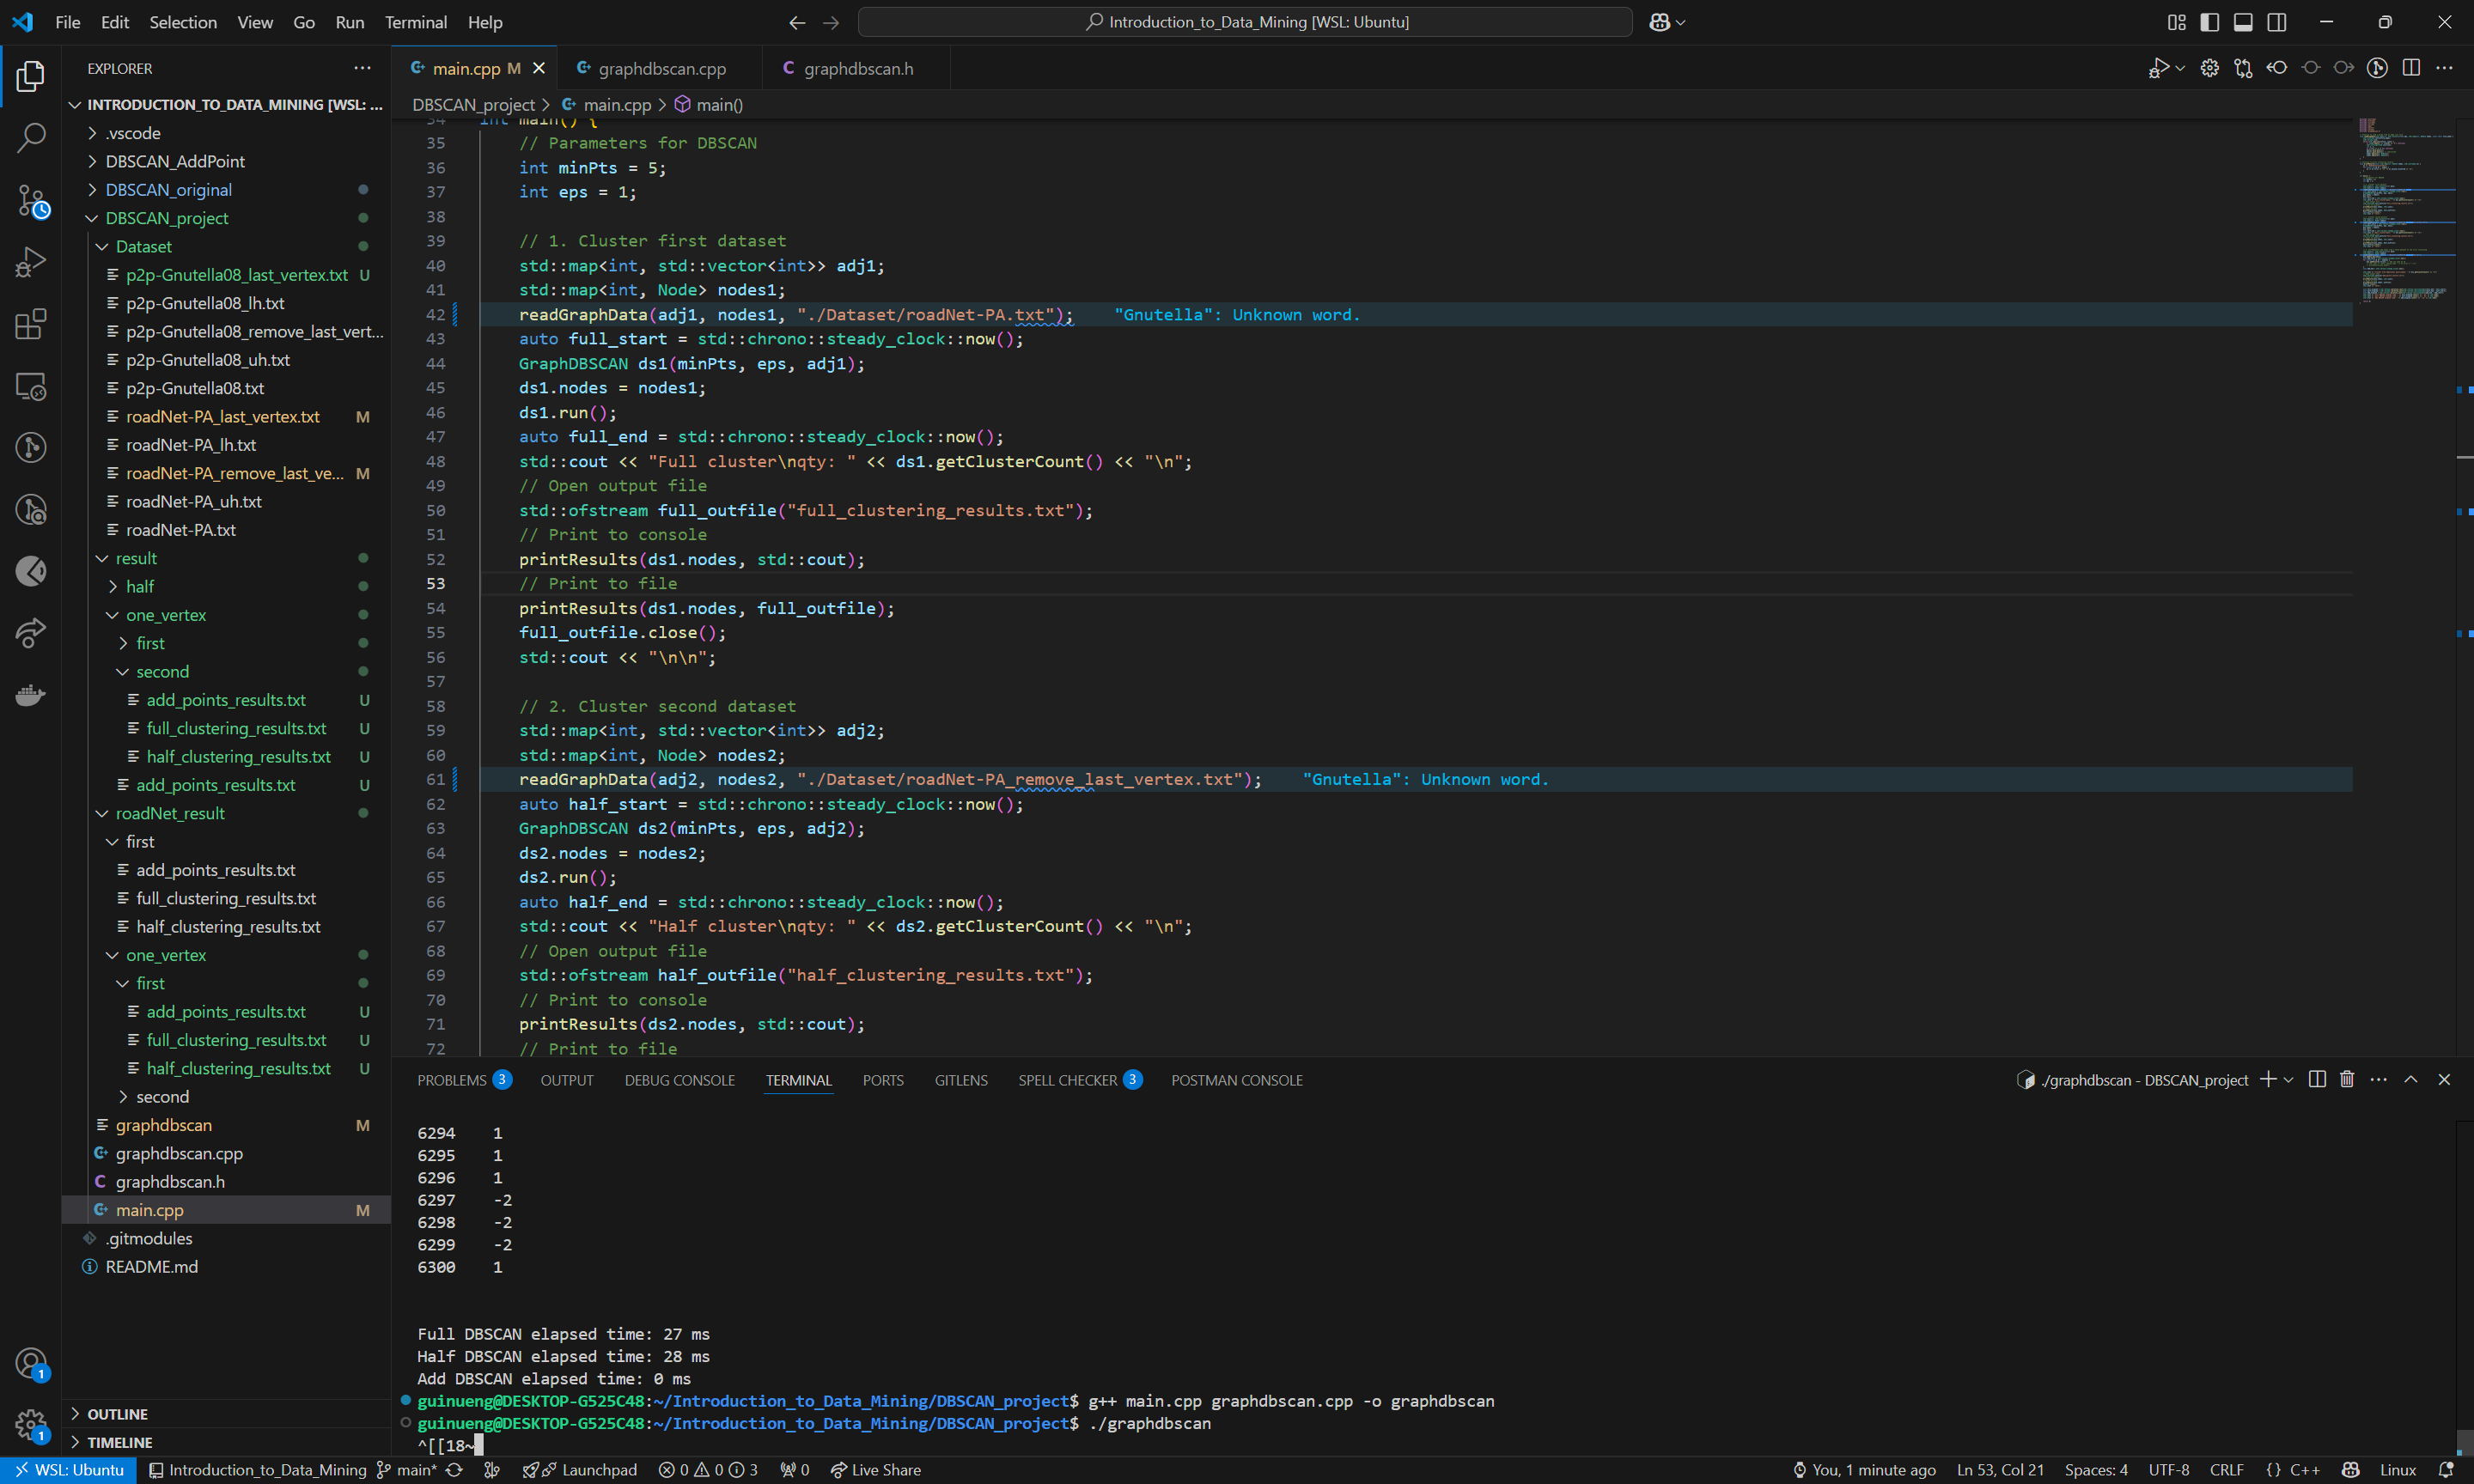 File Edit Selection View Go Run Terminal Help
Introduction_to_Data_Mining [WSL: Ubuntu]
EXPLORER
INTRODUCTION_TO_DATA_MINING [WSL: ...
.vscode
DBSCAN_AddPoint
DBSCAN_original
DBSCAN_project
Dataset
p2p-Gnutella08_last_vertex.txt U
p2p-Gnutella08_lh.txt
p2p-Gnutella08_remove_last_vert...
p2p-Gnutella08_uh.txt
p2p-Gnutella08.txt
roadNet-PA_last_vertex.txt M
roadNet-PA_lh.txt
roadNet-PA_remove_last_ve... M
roadNet-PA_uh.txt
roadNet-PA.txt
result
half
one_vertex
first
second
add_points_results.txt U
full_clustering_results.txt U
half_clustering_results.txt U
add_points_results.txt U
roadNet_result
first
add_points_results.txt
full_clustering_results.txt
half_clustering_results.txt
one_vertex
first
add_points_results.txt U
full_clustering_results.txt U
half_clustering_results.txt U
second
graphdbscan M
graphdbscan.cpp
graphdbscan.h
main.cpp M
.gitmodules
README.md
OUTLINE
TIMELINE
main.cpp M graphdbscan.cpp graphdbscan.h
DBSCAN_project > main.cpp > main()
34 int main() {
35 // Parameters for DBSCAN
36 int minPts = 5;
37 int eps = 1;
38
39 // 1. Cluster first dataset
40 std::map<int, std::vector<int>> adj1;
41 std::map<int, Node> nodes1;
42 readGraphData(adj1, nodes1, "./Dataset/roadNet-PA.txt"); "Gnutella": Unknown word.
43 auto full_start = std::chrono::steady_clock::now();
44 GraphDBSCAN ds1(minPts, eps, adj1);
45 ds1.nodes = nodes1;
46 ds1.run();
47 auto full_end = std::chrono::steady_clock::now();
48 std::cout << "Full cluster\nqty: " << ds1.getClusterCount() << "\n";
49 // Open output file
50 std::ofstream full_outfile("full_clustering_results.txt");
51 // Print to console
52 printResults(ds1.nodes, std::cout);
53 // Print to file
54 printResults(ds1.nodes, full_outfile);
55 full_outfile.close();
56 std::cout << "\n\n";
57
58 // 2. Cluster second dataset
59 std::map<int, std::vector<int>> adj2;
60 std::map<int, Node> nodes2;
61 readGraphData(adj2, nodes2, "./Dataset/roadNet-PA_remove_last_vertex.txt"); "Gnutella": Unknown word.
62 auto half_start = std::chrono::steady_clock::now();
63 GraphDBSCAN ds2(minPts, eps, adj2);
64 ds2.nodes = nodes2;
65 ds2.run();
66 auto half_end = std::chrono::steady_clock::now();
67 std::cout << "Half cluster\nqty: " << ds2.getClusterCount() << "\n";
68 // Open output file
69 std::ofstream half_outfile("half_clustering_results.txt");
70 // Print to console
71 printResults(ds2.nodes, std::cout);
72 // Print to file
PROBLEMS 3 OUTPUT DEBUG CONSOLE TERMINAL PORTS GITLENS SPELL CHECKER 3 POSTMAN CONSOLE
./graphdbscan - DBSCAN_project
6294 1
6295 1
6296 1
6297 -2
6298 -2
6299 -2
6300 1
Full DBSCAN elapsed time: 27 ms
Half DBSCAN elapsed time: 28 ms
Add DBSCAN elapsed time: 0 ms
guinueng@DESKTOP-G525C48:~/Introduction_to_Data_Mining/DBSCAN_project$ g++ main.cpp graphdbscan.cpp -o graphdbscan
guinueng@DESKTOP-G525C48:~/Introduction_to_Data_Mining/DBSCAN_project$ ./graphdbscan
^[[18~
1
1
WSL: Ubuntu Introduction_to_Data_Mining main* Launchpad 0 0 3 0 Live Share You, 1 minute ago Ln 53, Col 21 Spaces: 4 UTF-8 CRLF {} C++ Linux